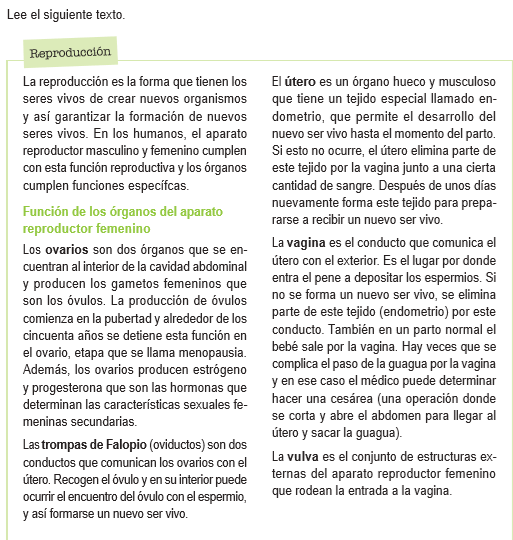 Lee el siguiente texto.
Reproducción
La reproducción es la forma que tienen los
seres vivos de crear nuevos organismos
y así garantizar la formación de nuevos
seres vivos. En los humanos, el aparato
reproductor masculino y femenino cumplen
con esta función reproductiva y los órganos
cumplen funciones específcas.
Función de los órganos del aparato
reproductor femenino
Los ovarios son dos órganos que se en-
cuentran al interior de la cavidad abdominal
y producen los gametos femeninos que
son los óvulos. La producción de óvulos
comienza en la pubertad y alrededor de los
cincuenta años se detiene esta función en
el ovario, etapa que se llama menopausia.
Además, los ovarios producen estrógeno
y progesterona que son las hormonas que
determinan las características sexuales fe-
meninas secundarias.
Las trompas de Falopio (oviductos) son dos
conductos que comunican los ovarios con el
útero. Recogen el óvulo y en su interior puede
ocurrir el encuentro del óvulo con el espermio,
y así formarse un nuevo ser vivo.
El útero es un órgano hueco y musculoso
que tiene un tejido especial llamado en-
dometrio, que permite el desarrollo del
nuevo ser vivo hasta el momento del parto.
Si esto no ocurre, el útero elimina parte de
este tejido por la vagina junto a una cierta
cantidad de sangre. Después de unos días
nuevamente forma este tejido para prepa-
rarse a recibir un nuevo ser vivo.
La vagina es el conducto que comunica el
útero con el exterior. Es el lugar por donde
entra el pene a depositar los espermios. Si
no se forma un nuevo ser vivo, se elimina
parte de este tejido (endometrio) por este
conducto. También en un parto normal el
bebé sale por la vagina. Hay veces que se
complica el paso de la guagua por la vagina
y en ese caso el médico puede determinar
hacer una cesárea (una operación donde
se corta y abre el abdomen para llegar al
útero y sacar la guagua).
La vulva es el conjunto de estructuras ex-
ternas del aparato reproductor femenino
que rodean la entrada a la vagina.